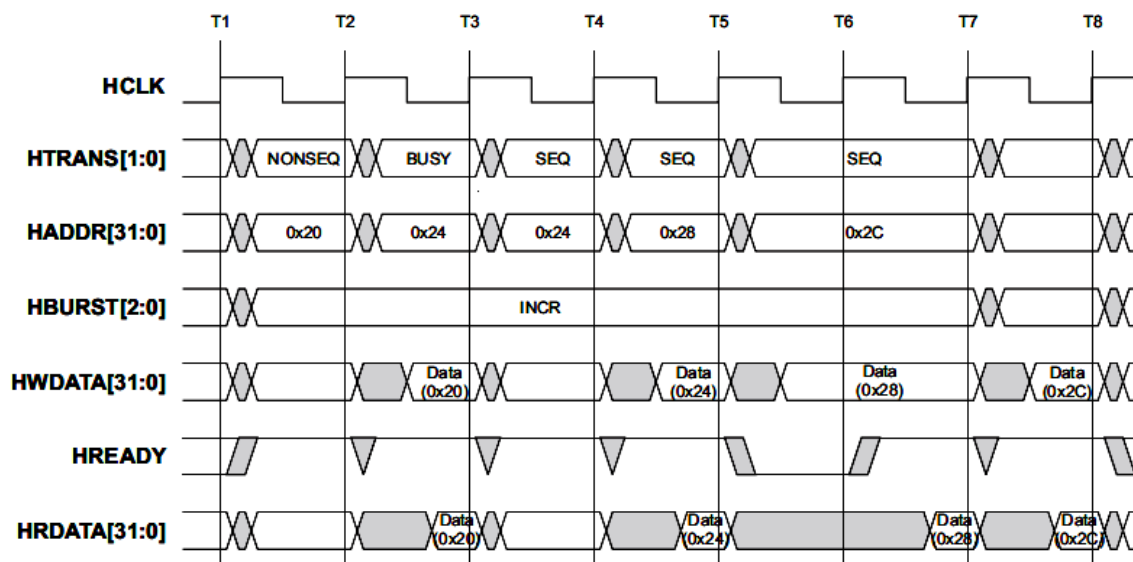 T1 T2 T3 T4 T5 T6 T7 T8
HCLK
HTRANS[1:0] NONSEQ BUSY SEQ SEQ SEQ
HADDR[31:0] 0x20 0x24 0x24 0x28 0x2C
HBURST[2:0] INCR
HWDATA[31:0] Data (0x20) Data (0x24) Data (0x28) Data (0x2C)
HREADY
HRDATA[31:0] Data (0x20) Data (0x24) Data (0x28) Data (0x2C)